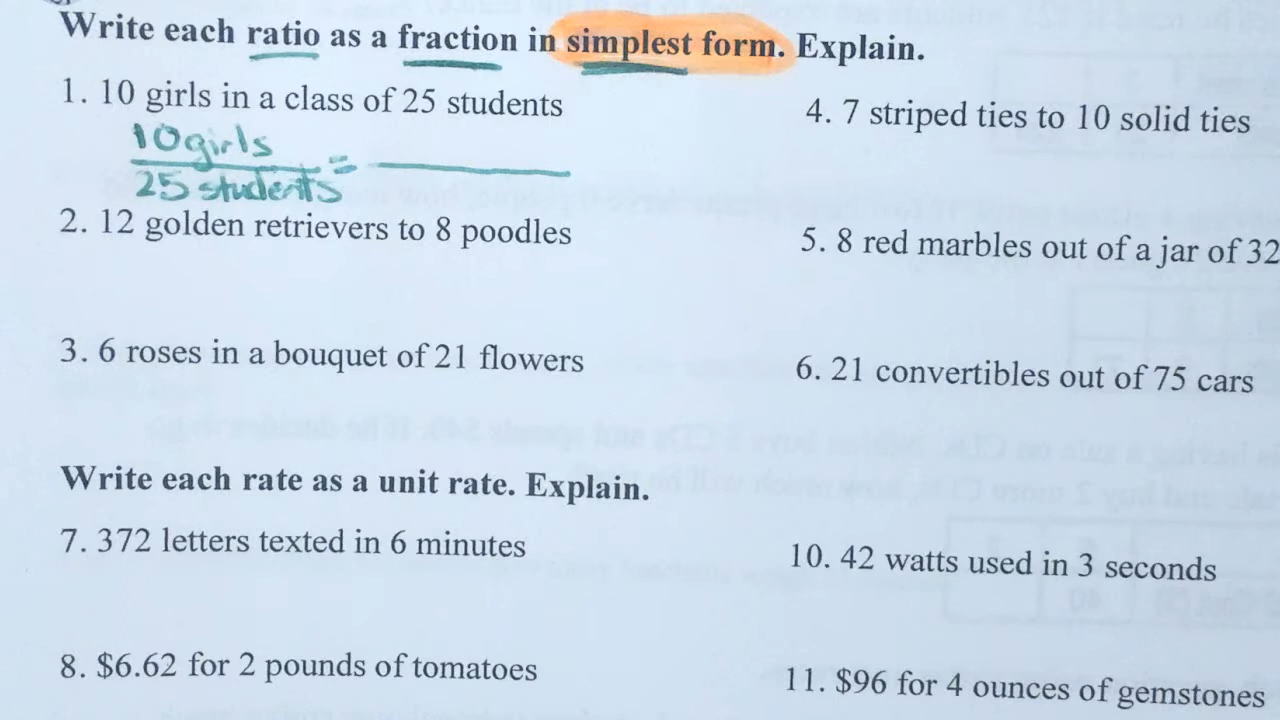 Write each ratio as a fraction in simplest form. Explain.
1. 10 girls in a class of 25 students
10 girls
25 students =
2. 12 golden retrievers to 8 poodles
3. 6 roses in a bouquet of 21 flowers
4. 7 striped ties to 10 solid ties
5. 8 red marbles out of a jar of 32
6. 21 convertibles out of 75 cars
Write each rate as a unit rate. Explain.
7. 372 letters texted in 6 minutes
8. $6.62 for 2 pounds of tomatoes
10. 42 watts used in 3 seconds
11. $96 for 4 ounces of gemstones